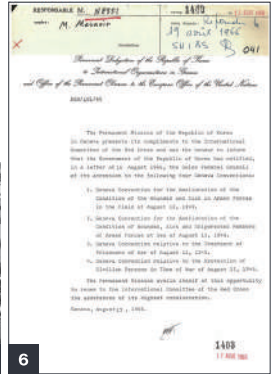 RESPONSABLE M.
1403
M.
19 août 1966
041
Permanent Delegation of the Republic of Korea
to International Organizations in Geneva
and Office of the Permanent Observer to the European Office of the United Nations
The Permanent Mission of the Republic of Korea
in Geneva presents its compliments to the International
Committee of the Red Cross and has the honour to inform
that the Government of the Republic of Korea has notified,
in a letter of August 1966, the Swiss Federal Council
of its accession to the following four Geneva Conventions:
1. Geneva Convention for the Amelioration of the
Condition of the Wounded and Sick in Armed Forces
in the Field of August 12, 1949.
2. Geneva Convention for the Amelioration of the
Condition of Wounded, Sick and Shipwrecked Members
of Armed Forces at Sea of August 12, 1949.
3. Geneva Convention relative to the Treatment of
Prisoners of War of August 12, 1949.
4. Geneva Convention relative to the Protection of
Civilian Persons in Time of War of August 12, 1949.
The Permanent Mission avails itself of this opportunity
to renew to the International Committee of the Red Cross
the assurances of its highest consideration.
Geneva, August, 1966.
1403
17 AOUT 1966
6